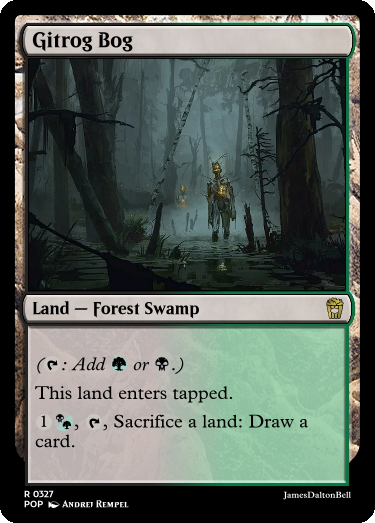 Gitrog Bog
Land — Forest Swamp
(: Add or .)
This land enters tapped.
1 , , Sacrifice a land: Draw a
card.
R 0327
POP Andrej Rempel
JamesDaltonBell